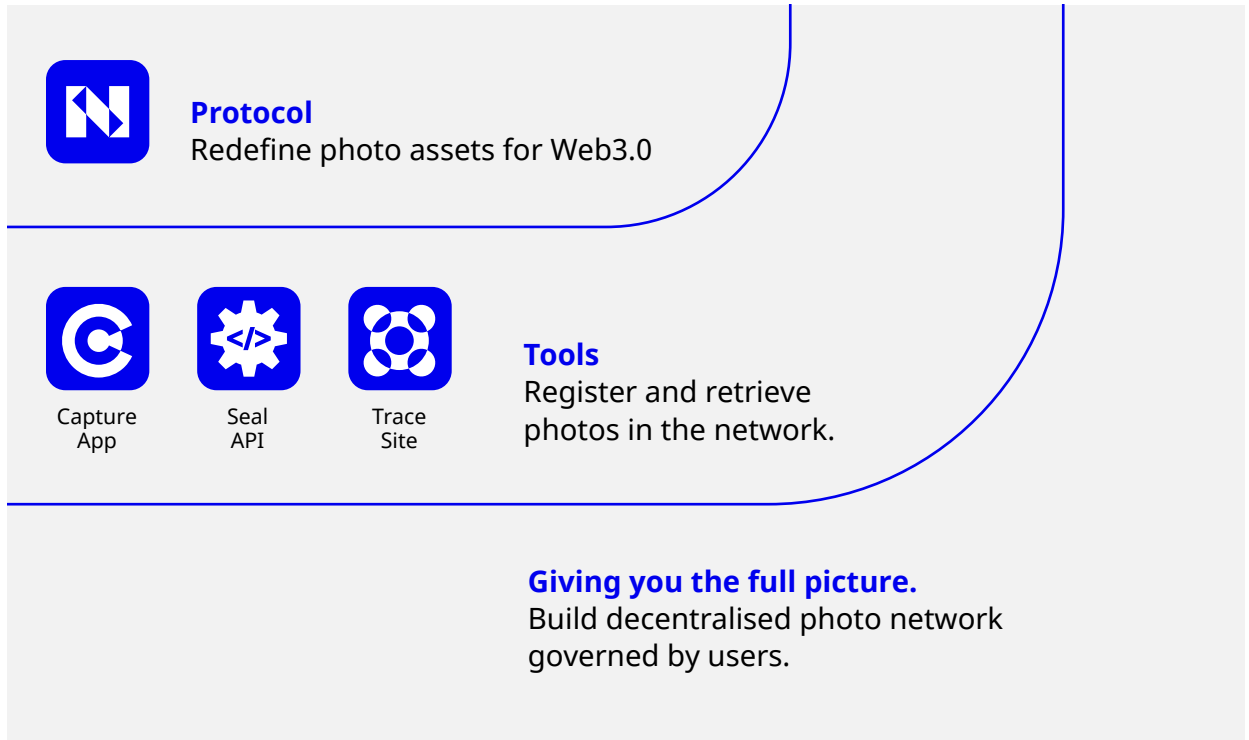 Protocol
Redefine photo assets for Web3.0
Capture
App
Seal
API
Trace
Site
Tools
Register and retrieve
photos in the network.
Giving you the full picture.
Build decentralised photo network
governed by users.